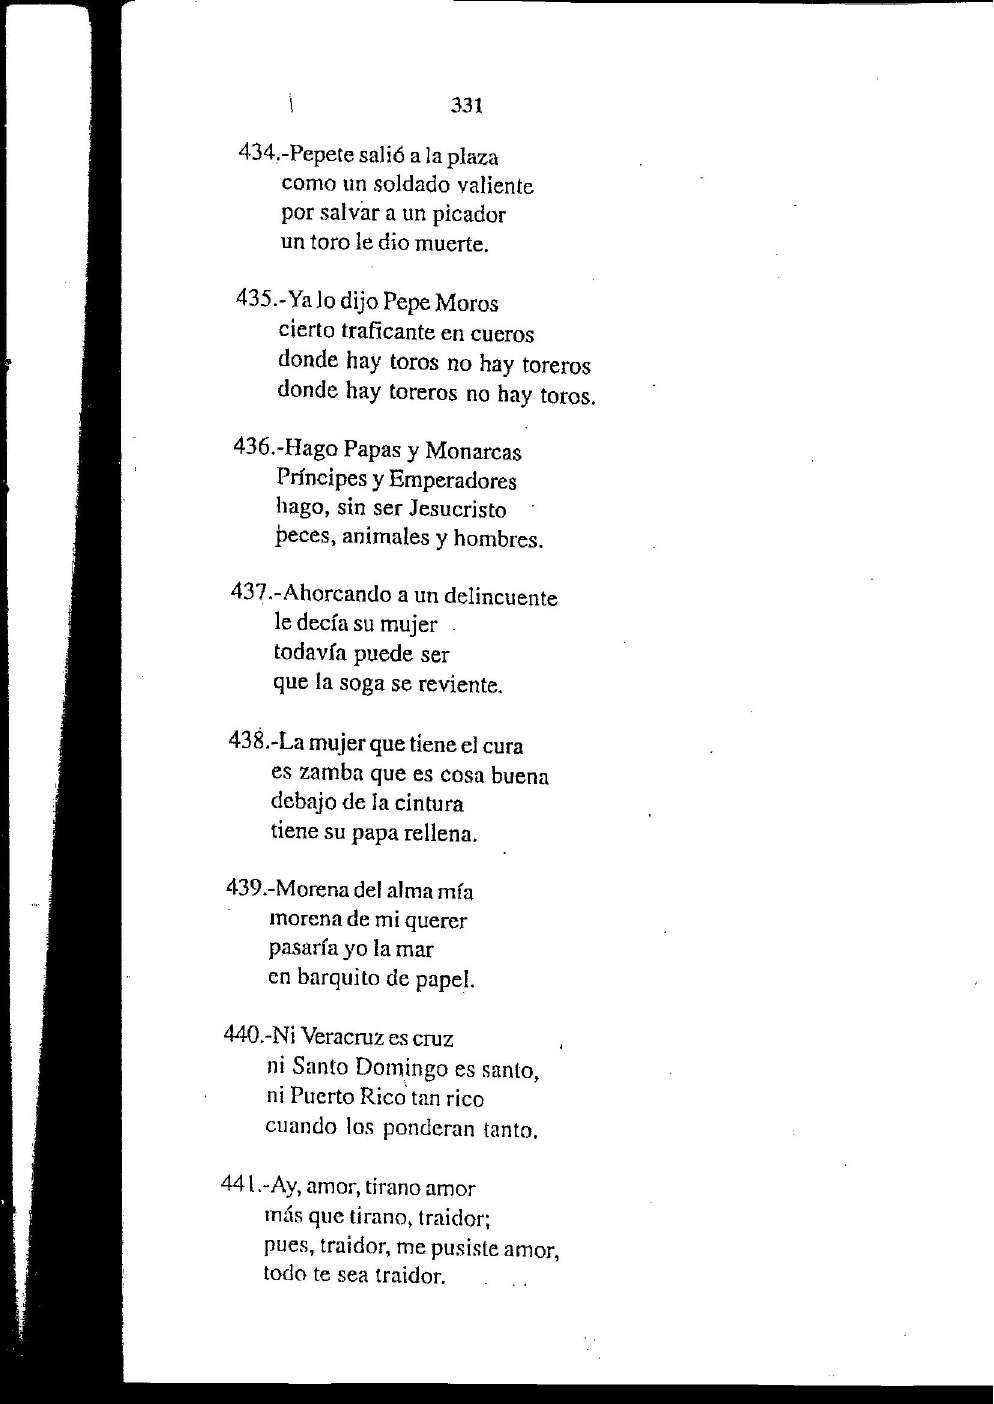 331
434.-Pepete salió a la plaza
como un soldado valiente
por salvar a un picador
un toro le dio muerte.
435.-Ya lo dijo Pepe Moros
cierto traficante en cueros
donde hay toros no hay toreros
donde hay toreros no hay toros.
436.-Hago Papas y Monarcas
Príncipes y Emperadores
hago, sin ser Jesucristo
peces, animales y hombres.
437.-Ahorcando a un delincuente
le decía su mujer
todavía puede ser
que la soga se reviente.
438.-La mujer que tiene el cura
es zamba que es cosa buena
debajo de la cintura
tiene su papa rellena.
439.-Morena del alma mía
morena de mi querer
pasaría yo la mar
en barquito de papel.
440.-Ni Veracruz es cruz
ni Santo Domingo es santo,
ni Puerto Rico tan rico
cuando los ponderan tanto.
441.-Ay, amor, tirano amor
más que tirano, traidor;
pues, traidor, me pusiste amor,
todo te sea traidor.